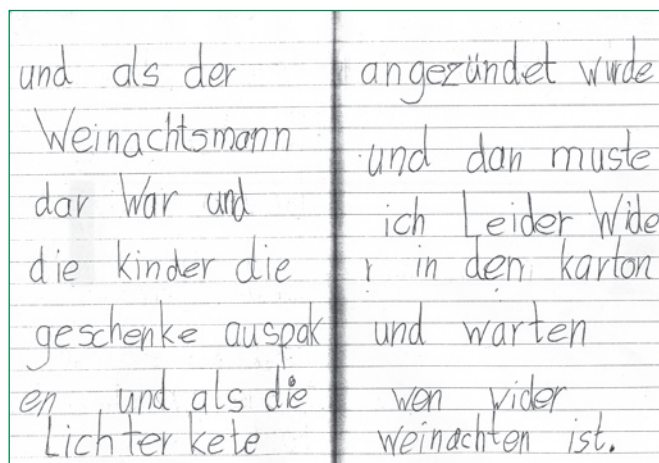 und als der
Weinachtsmann
dar War und
die kinder die
geschenke auspak
en und als die
Lichter kete
angezündet wurde
und dan muste
ich Leider Wide
r in den karton
und warten
wen wider
weinachten ist.